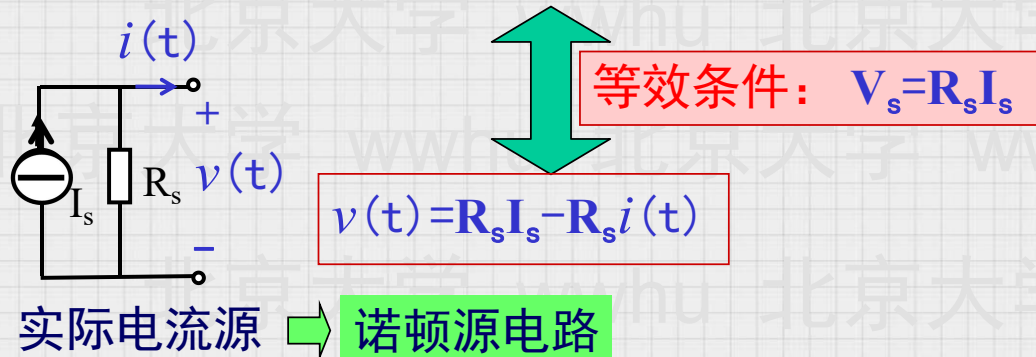 i(t)
等效条件： Vₛ=RₛIₛ
+
Iₛ
Rₛ
v(t)
−
v(t)=RₛIₛ−Rₛi(t)
实际电流源
诺顿源电路